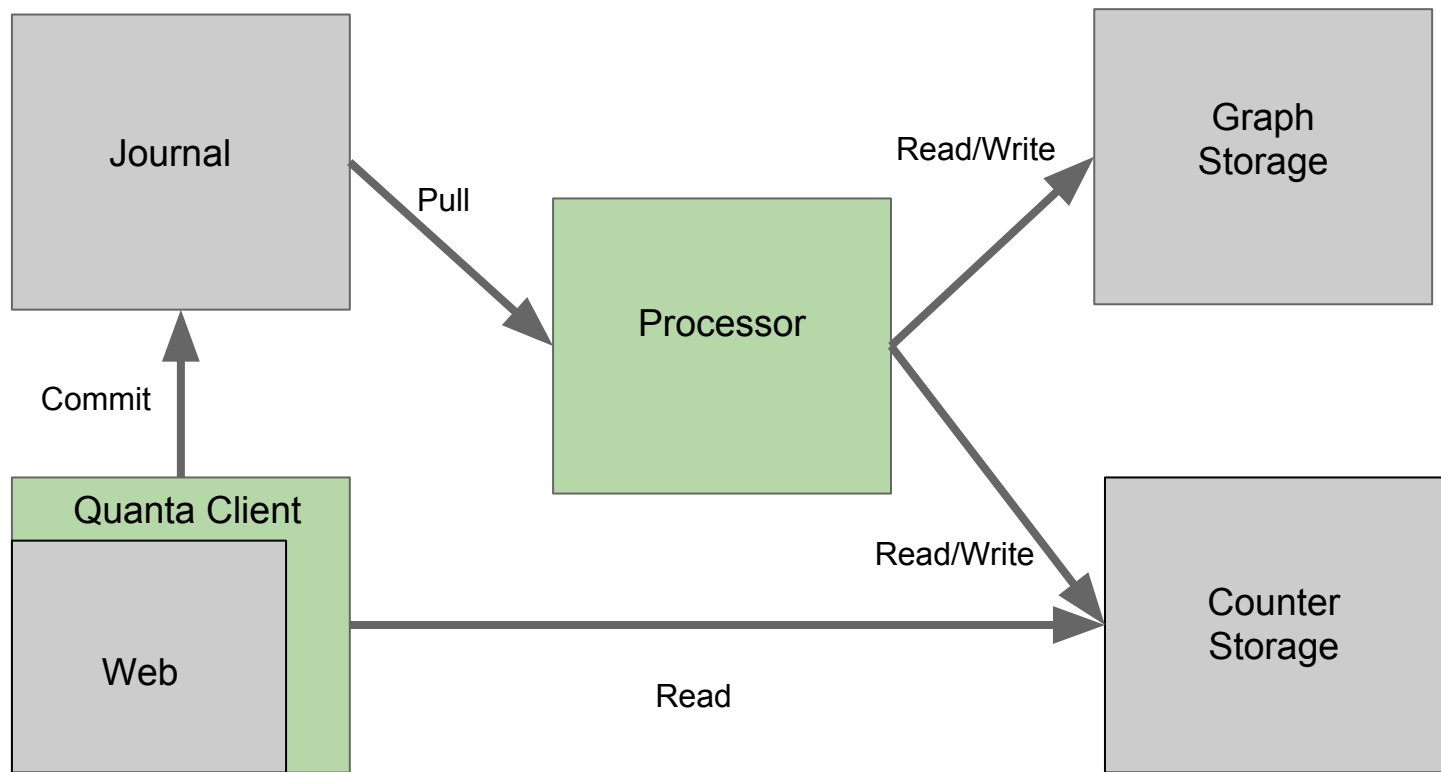 Journal
Pull
Read/Write
Graph
Storage
Processor
Commit
Quanta Client
Web
Read/Write
Read
Counter
Storage